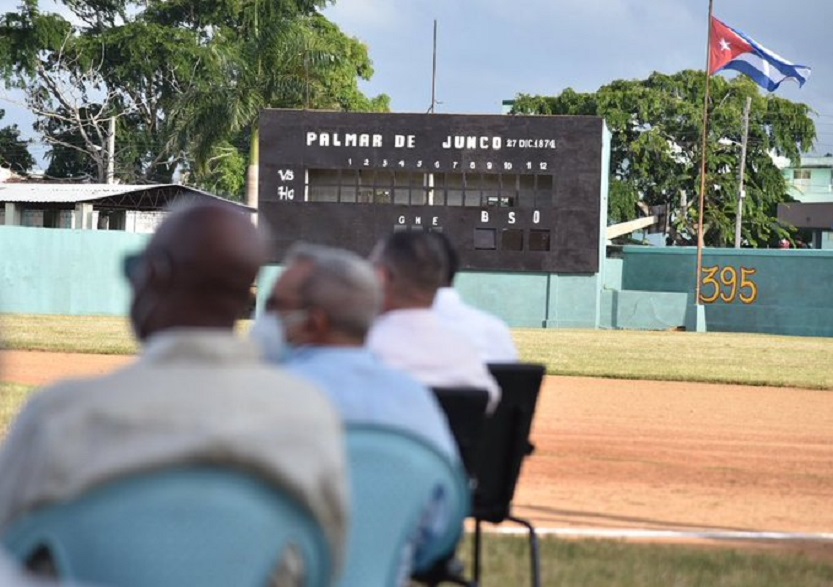 PALMAR DE JUNCO 27 DIC.1874
1 2 3 4 5 6 7 8 9 10 11 12
VS
HC
C H E B S O
395